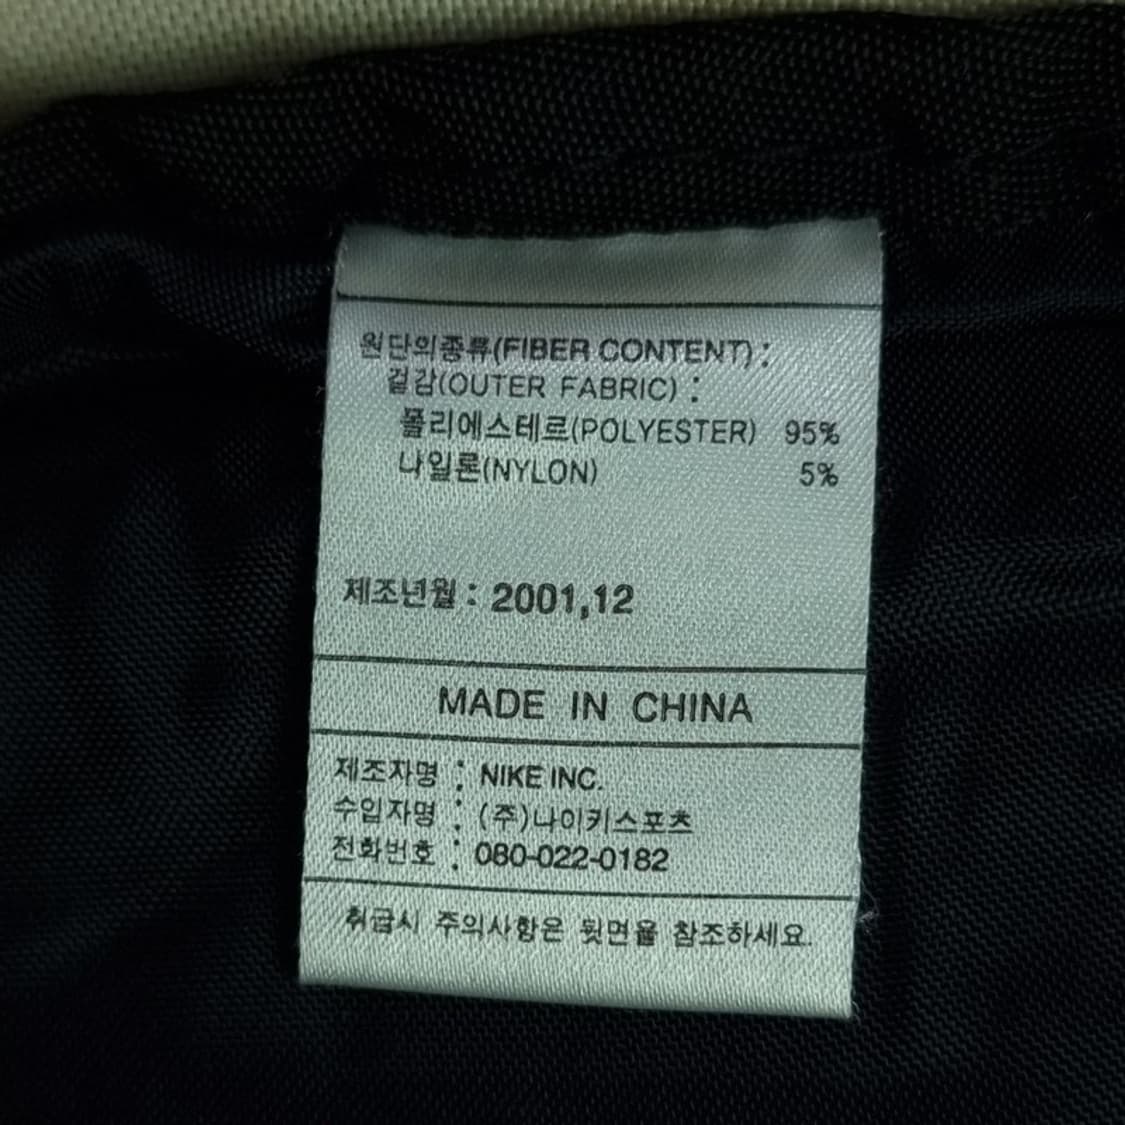 원단의종류(FIBER CONTENT) :
겉감(OUTER FABRIC) :
폴리에스테르(POLYESTER) 95%
나일론(NYLON) 5%
제조년월 : 2001,12
MADE IN CHINA
제조자명 : NIKE INC.
수입자명 : (주)나이키스포츠
전화번호 : 080-022-0182
취급시 주의사항은 뒷면을 참조하세요.